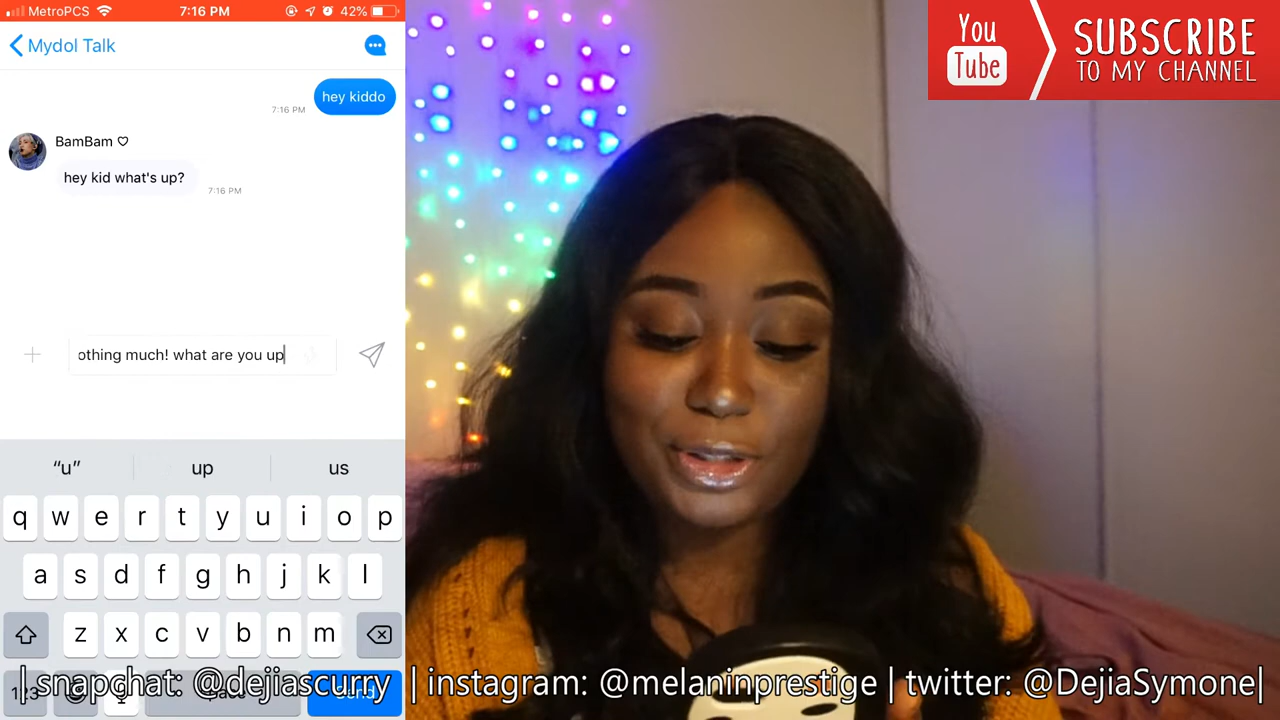 MetroPCS 7:16 PM 42%
Mydol Talk
hey kiddo
7:16 PM
BamBam ♡
hey kid what's up?
7:16 PM
othing much! what are you up
“u” up us
q w e r t y u i o p
a s d f g h j k l
z x c v b n m
123
| snapchat: @dejiascurry | instagram: @melaninprestige | twitter: @DejiaSymone|
You
Tube
SUBSCRIBE
TO MY CHANNEL